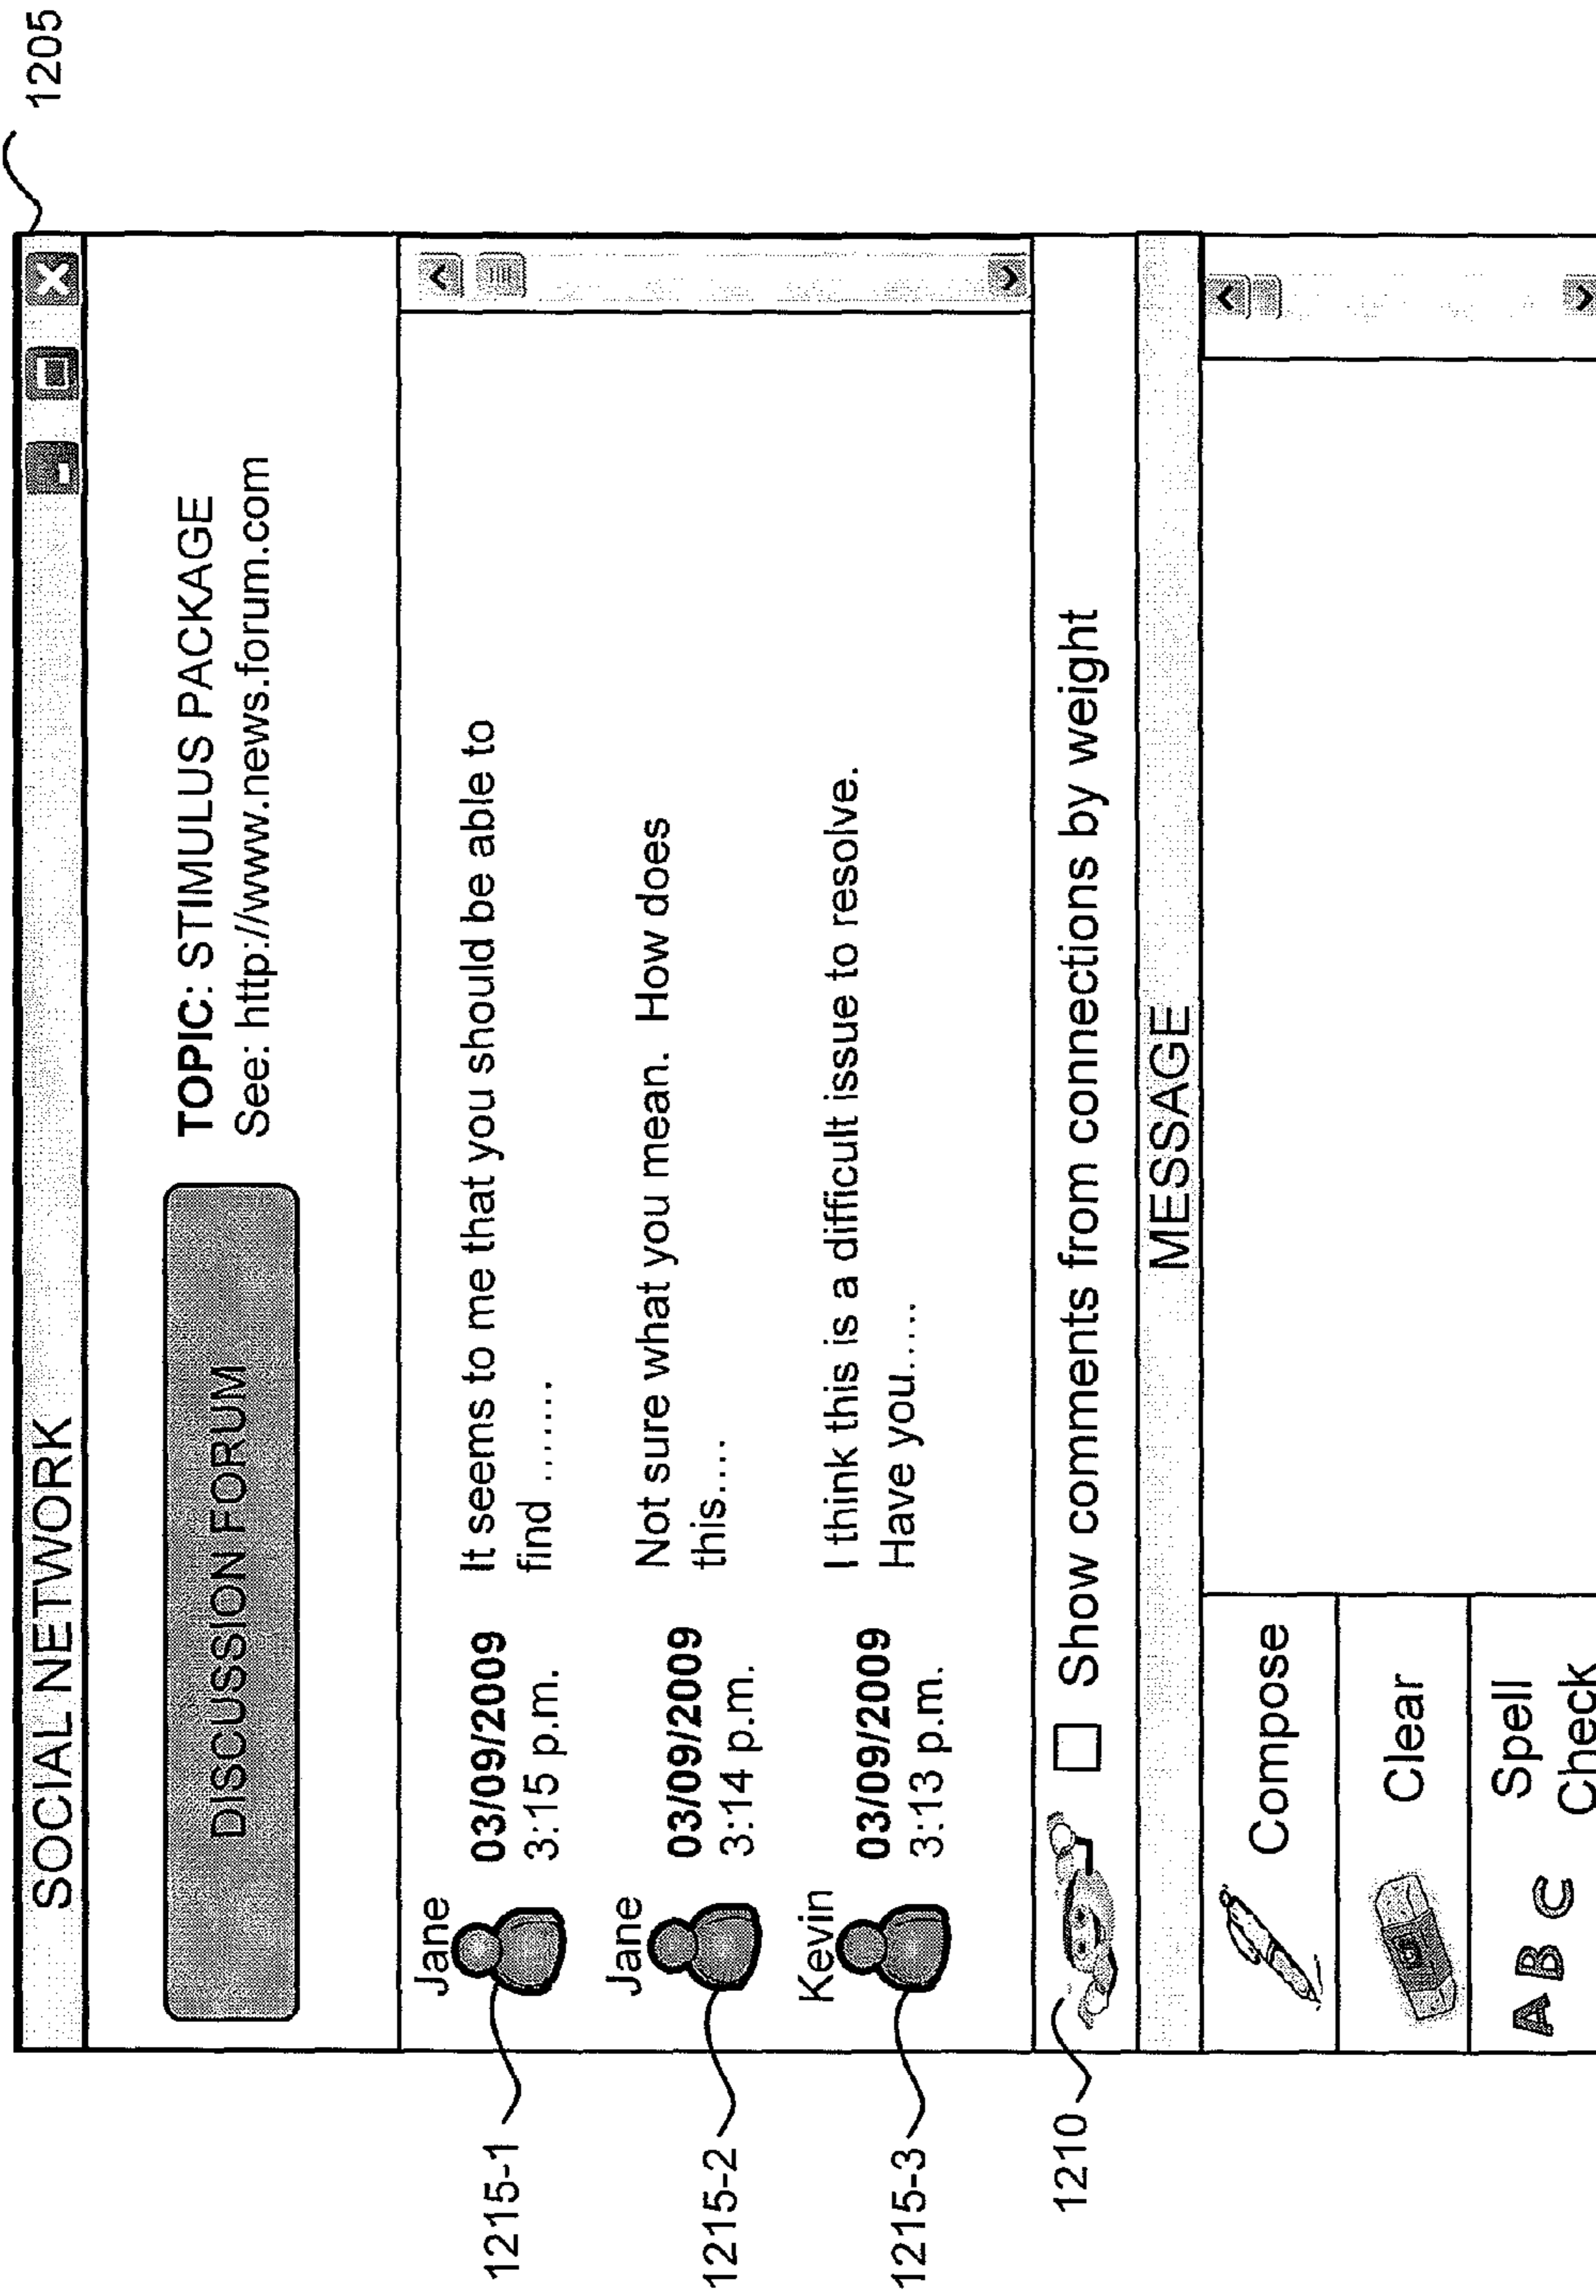 1205
SOCIAL NETWORK
DISCUSSION FORUM
TOPIC: STIMULUS PACKAGE
See: http://www.news.forum.com
1215-1
Jane
03/09/2009
3:15 p.m.
It seems to me that you should be able to
find .......
1215-2
Jane
03/09/2009
3:14 p.m.
Not sure what you mean. How does
this....
1215-3
Kevin
03/09/2009
3:13 p.m.
I think this is a difficult issue to resolve.
Have you.....
1210
Show comments from connections by weight
MESSAGE
Compose
Clear
A B C
Spell
Check